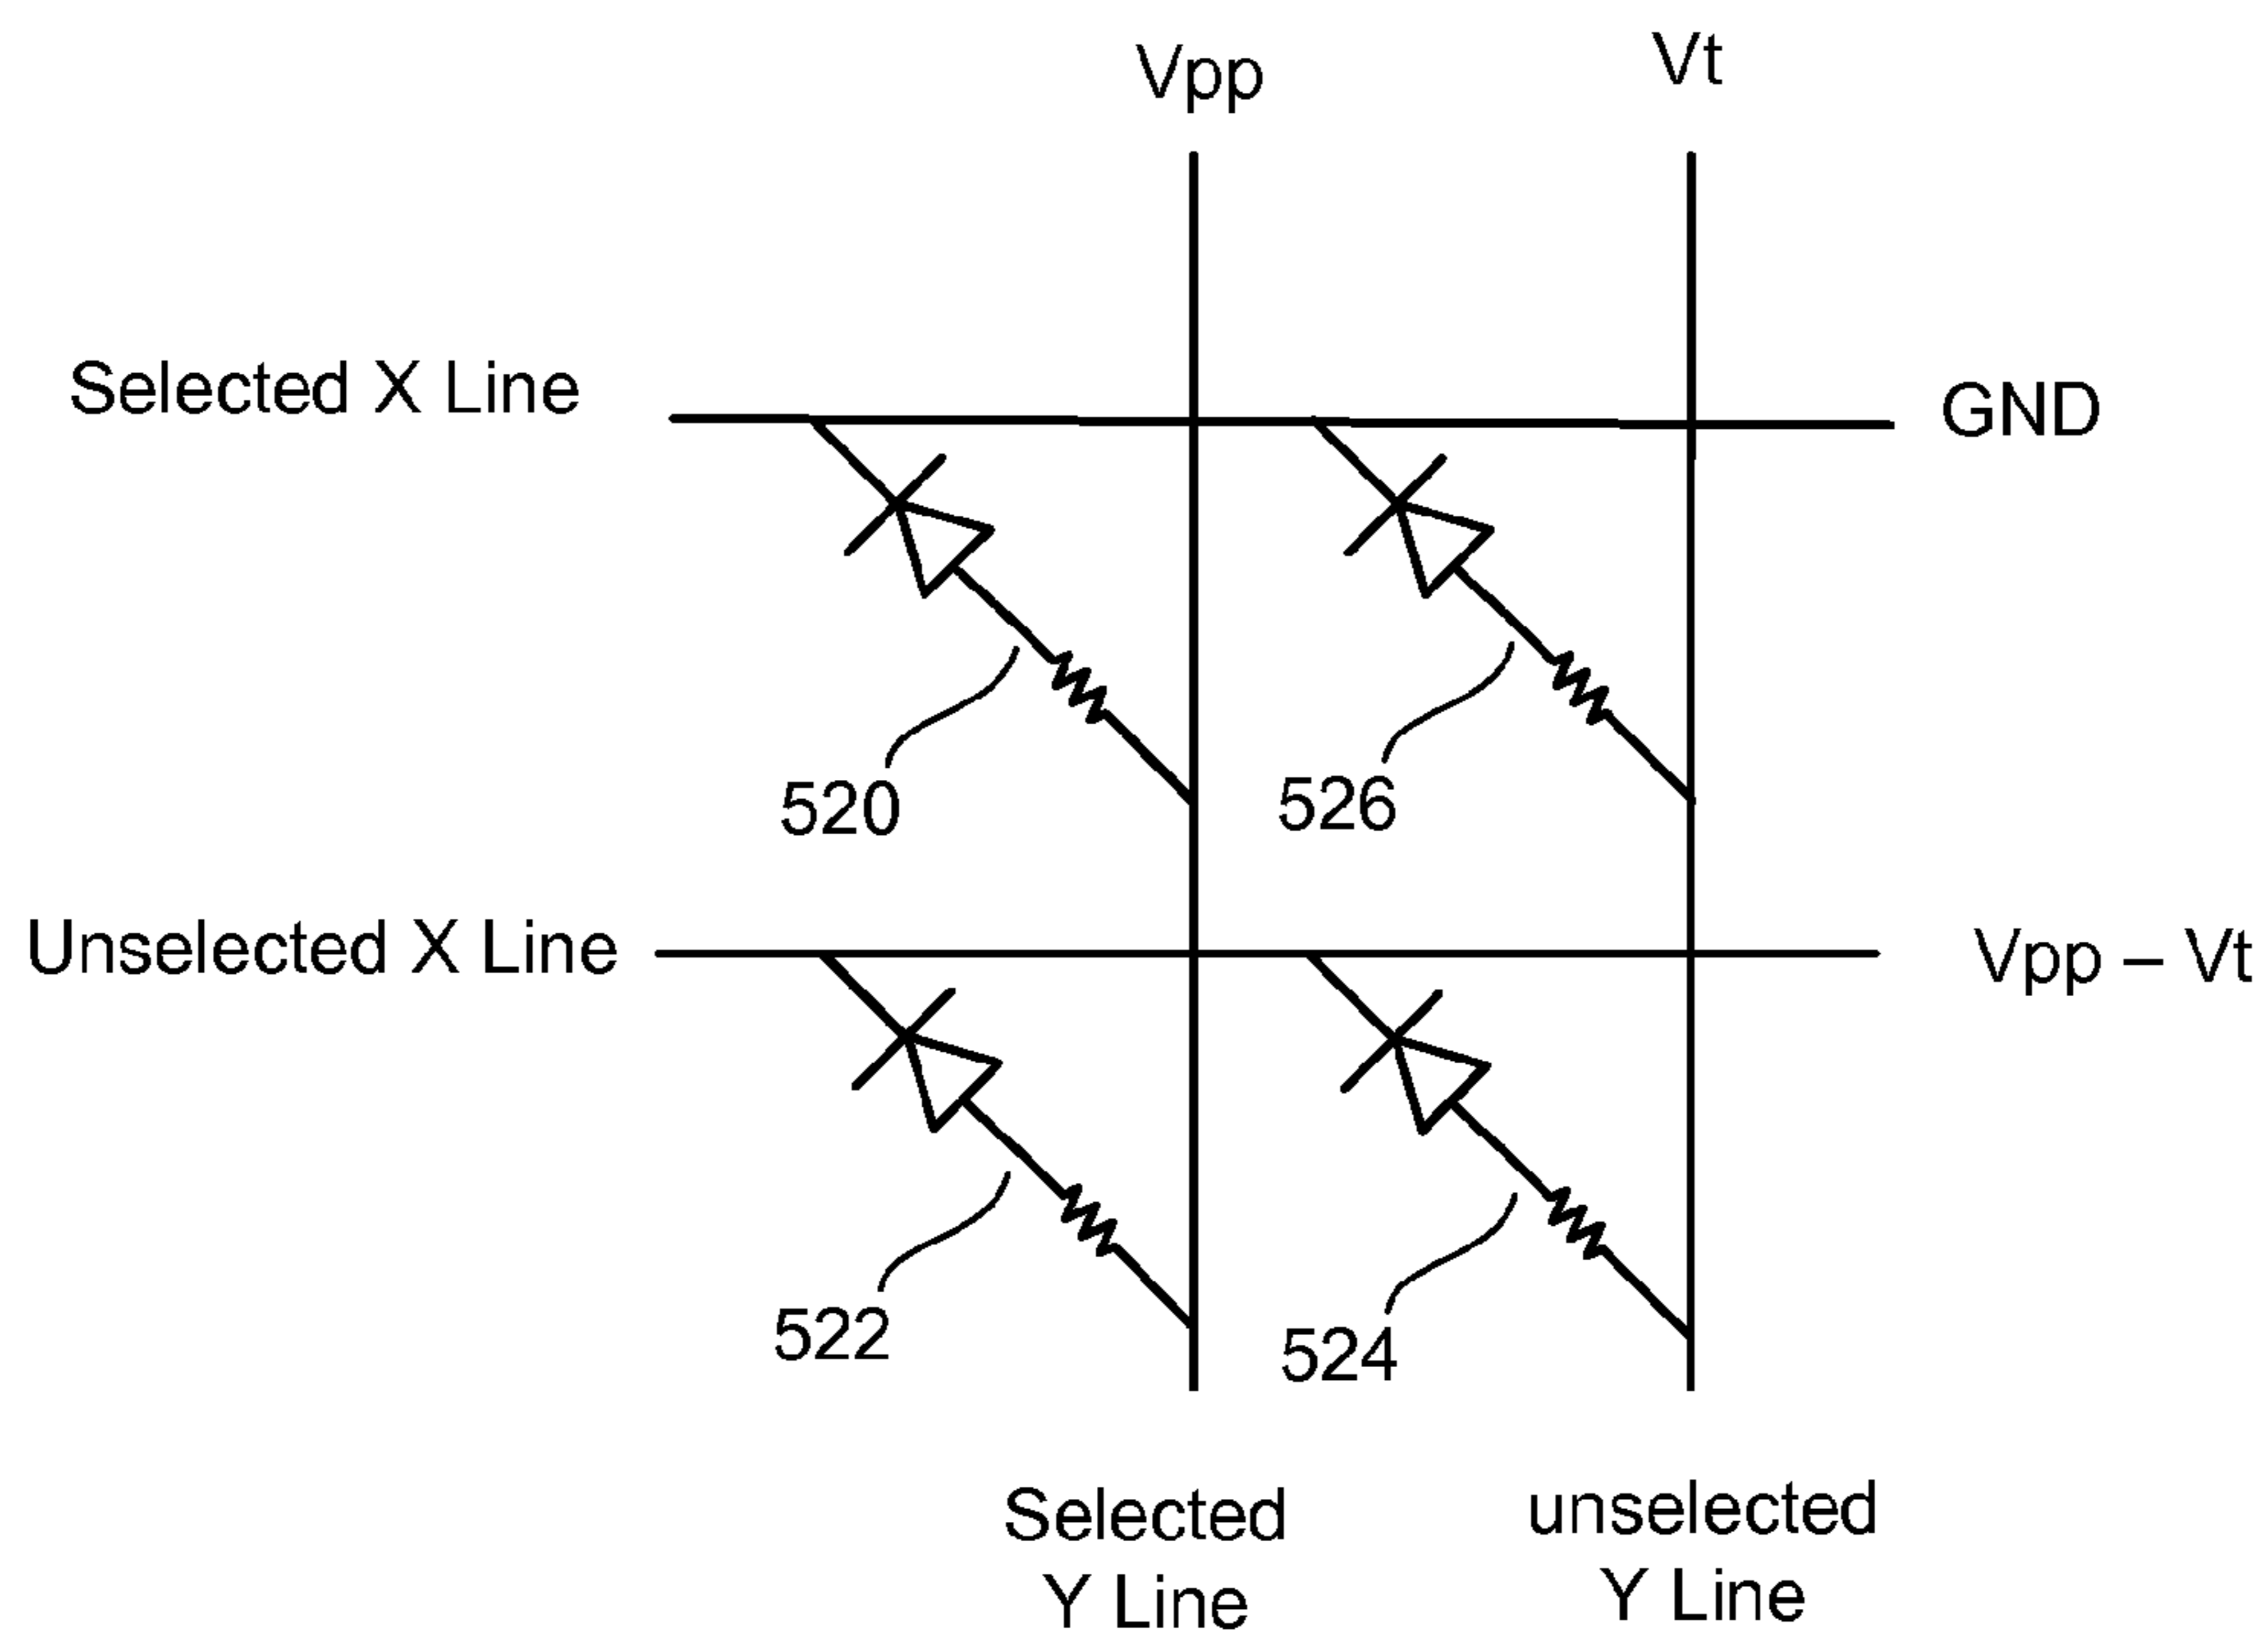 Vpp
Vt
Selected X Line
GND
520
526
Unselected X Line
Vpp – Vt
522
524
Selected
Y Line
unselected
Y Line